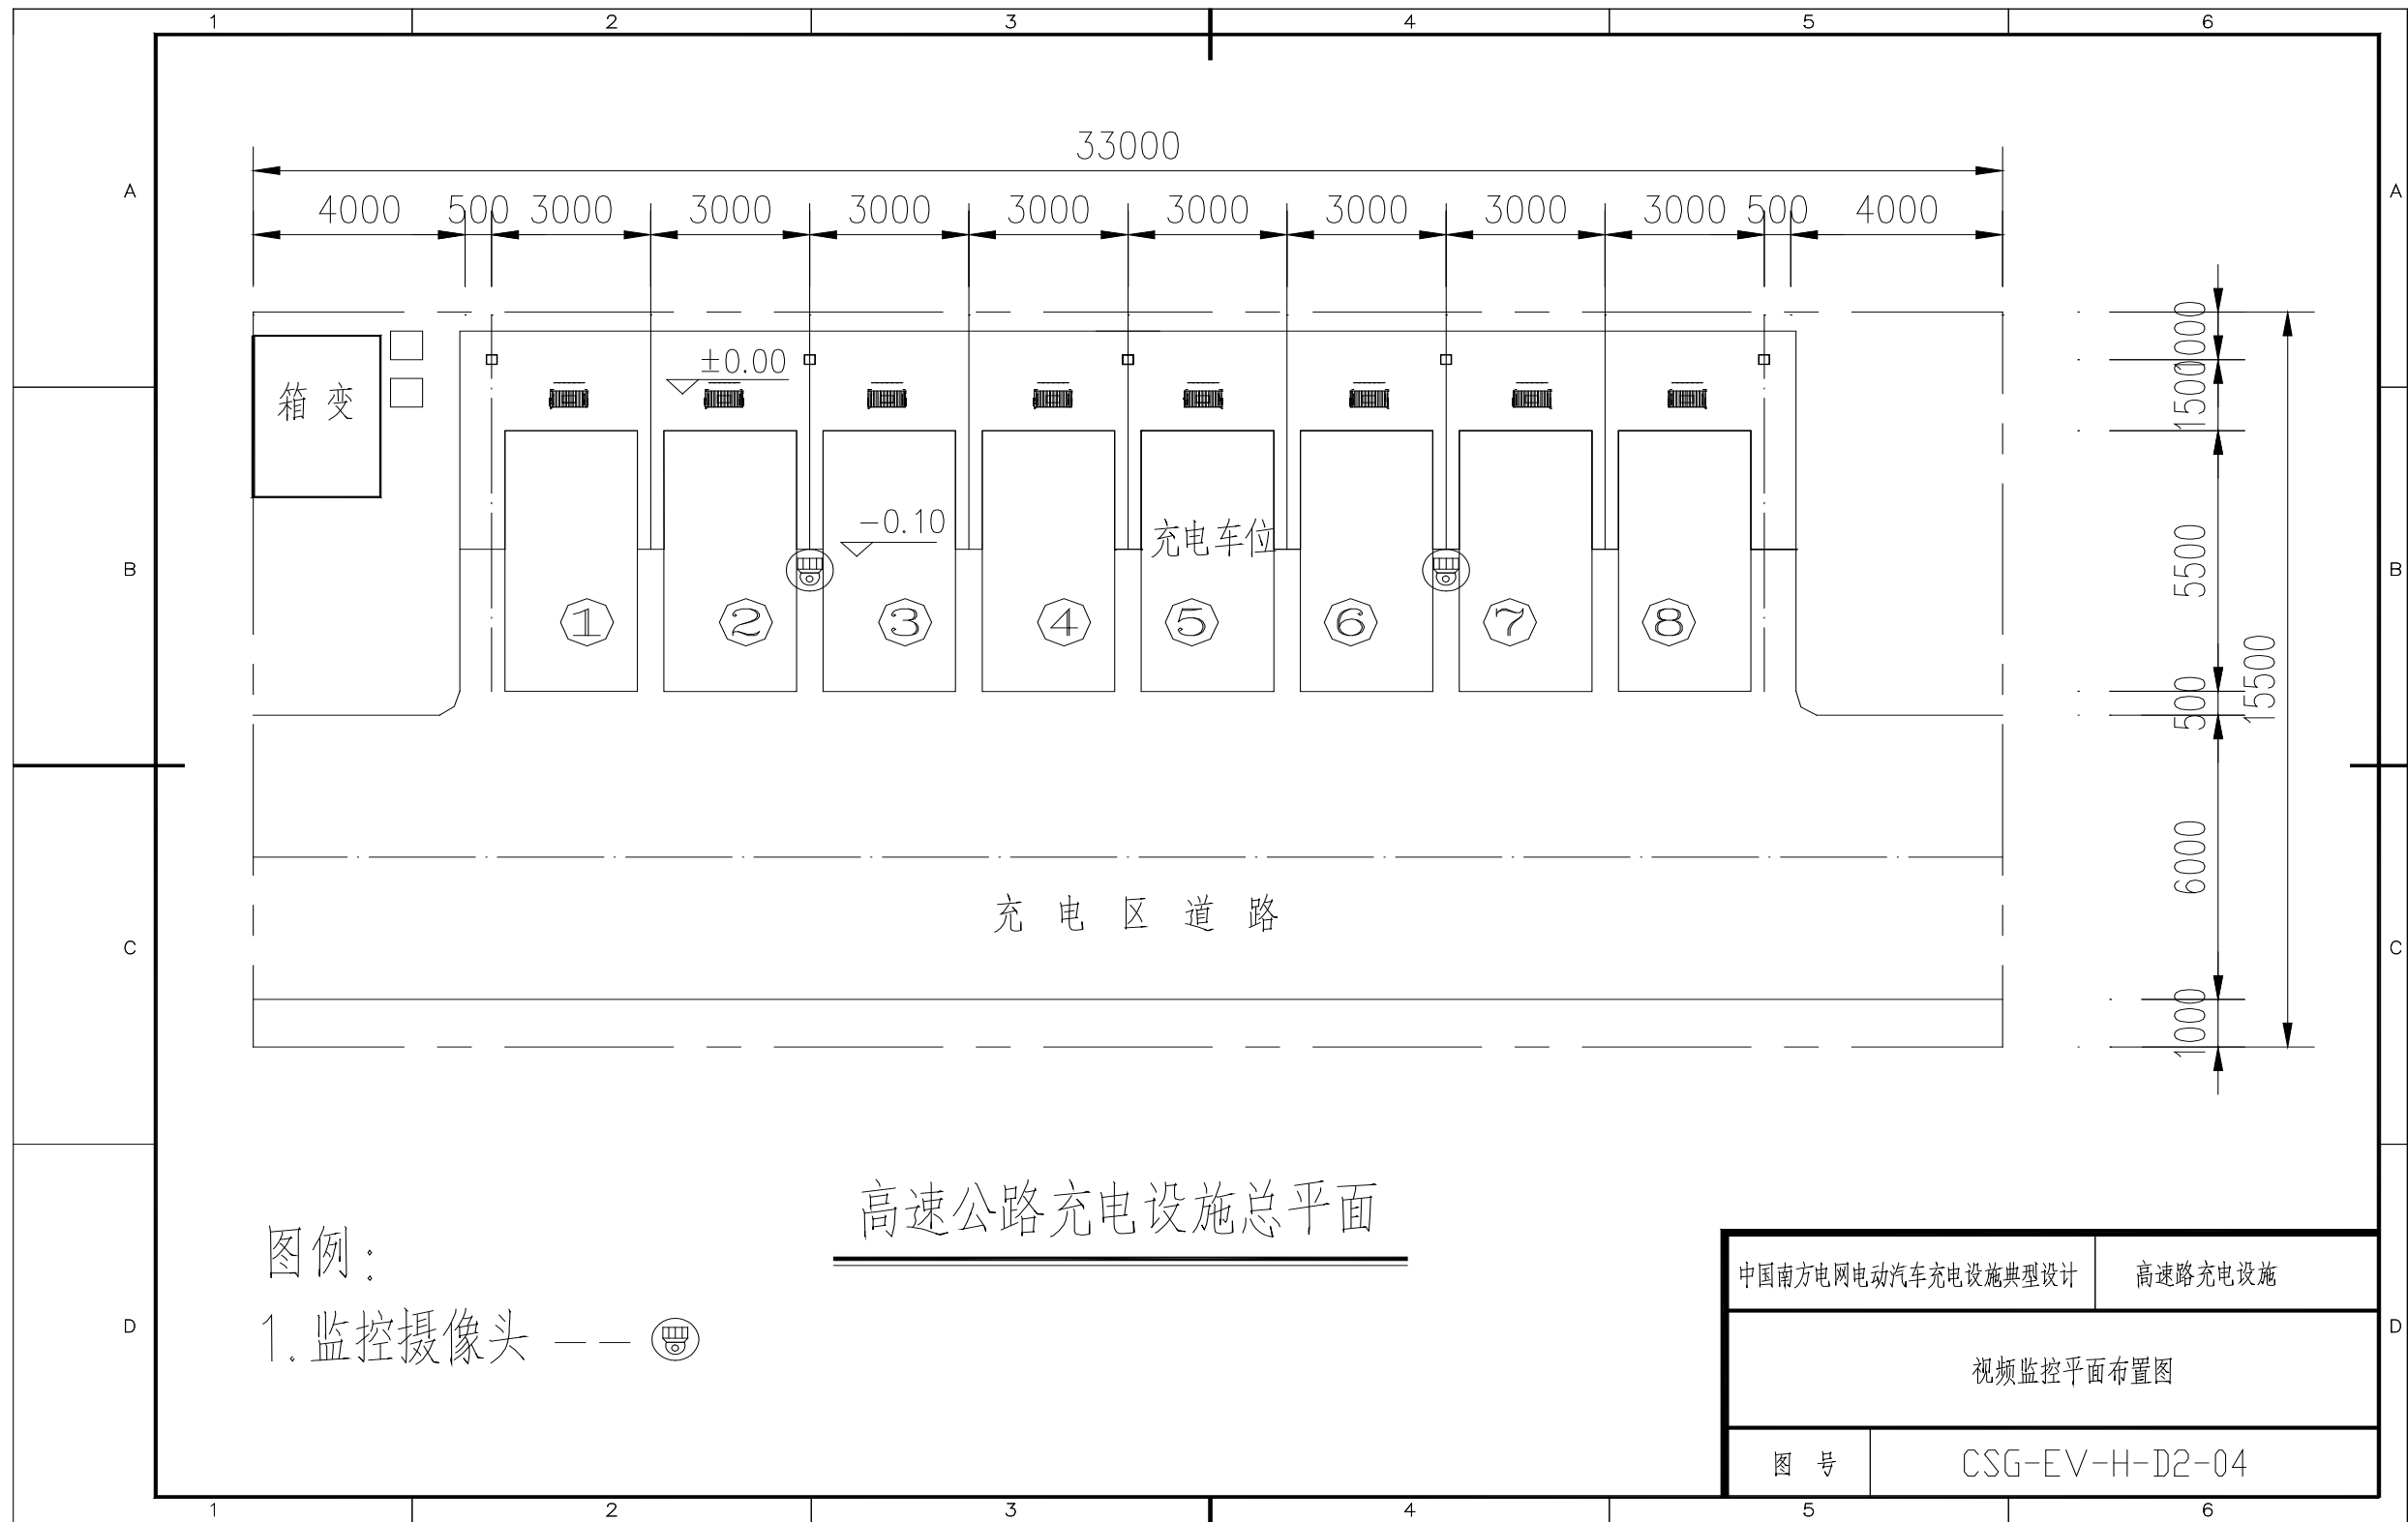 1 2 3 4 5 6
33000
4000 500 3000 3000 3000 3000 3000 3000 3000 3000 500 4000
A A
1000
±0.00
箱 变
1500
-0.10
充电车位
5500
B B
1 2 3 4 5 6 7 8
500
15500
6000
充 电 区 道 路
C C
1000
高速公路充电设施总平面
图例：
1.监控摄像头 --
D D
中国南方电网电动汽车充电设施典型设计 高速路充电设施
视频监控平面布置图
图 号 CSG-EV-H-D2-04
1 2 3 4 5 6